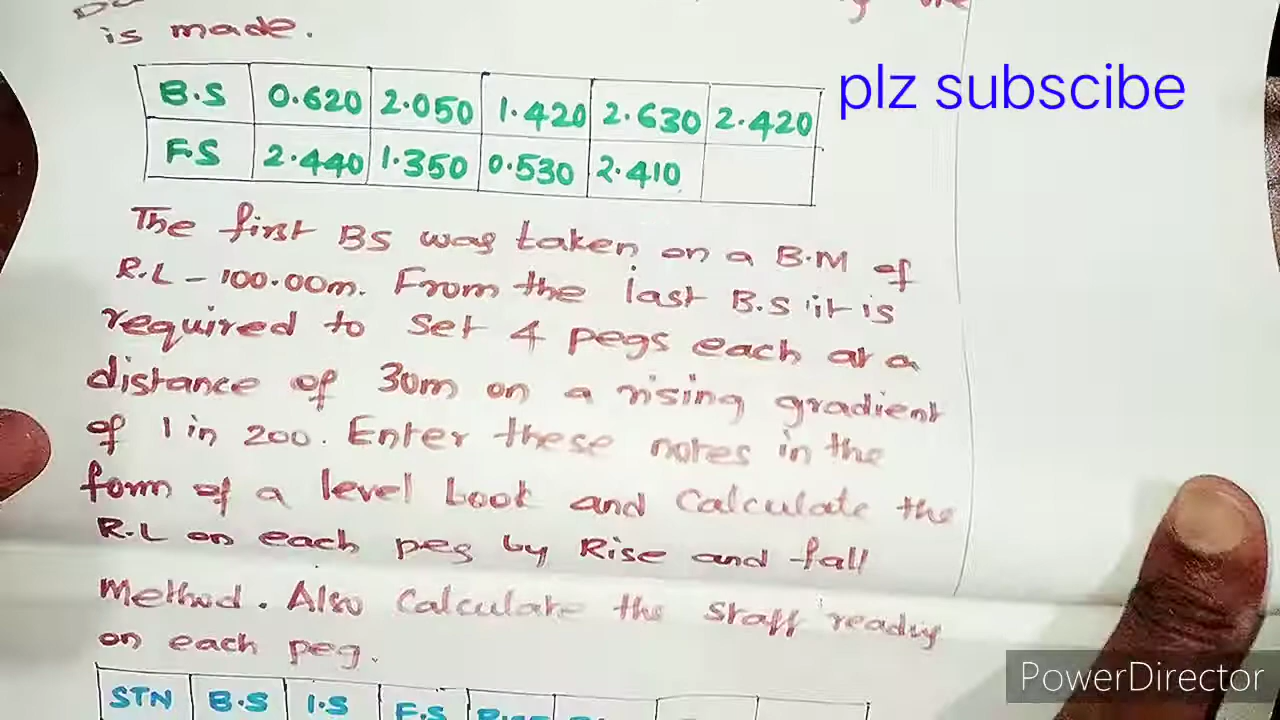 is made.
plz subscibe
B.S 0.620 2.050 1.420 2.630 2.420
F.S 2.440 1.350 0.530 2.410
The first BS was taken on a B.M of
R.L - 100.00m. From the last B.S it is
required to set 4 pegs each at a
distance of 30m on a rising gradient
of 1 in 200. Enter these notes in the
form of a level book and calculate the
R.L on each peg by Rise and fall
Method. Also calculate the staff reading
on each peg.
STN B.S I.S F.S
PowerDirector